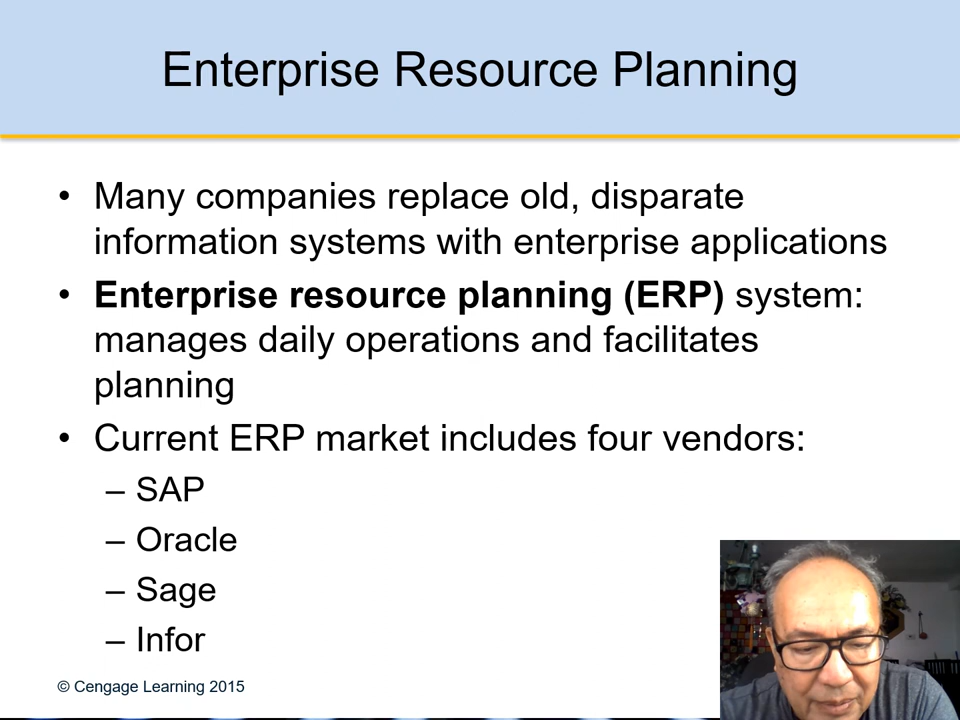 Enterprise Resource Planning
• Many companies replace old, disparate
information systems with enterprise applications
• Enterprise resource planning (ERP) system:
manages daily operations and facilitates
planning
• Current ERP market includes four vendors:
– SAP
– Oracle
– Sage
– Infor
© Cengage Learning 2015